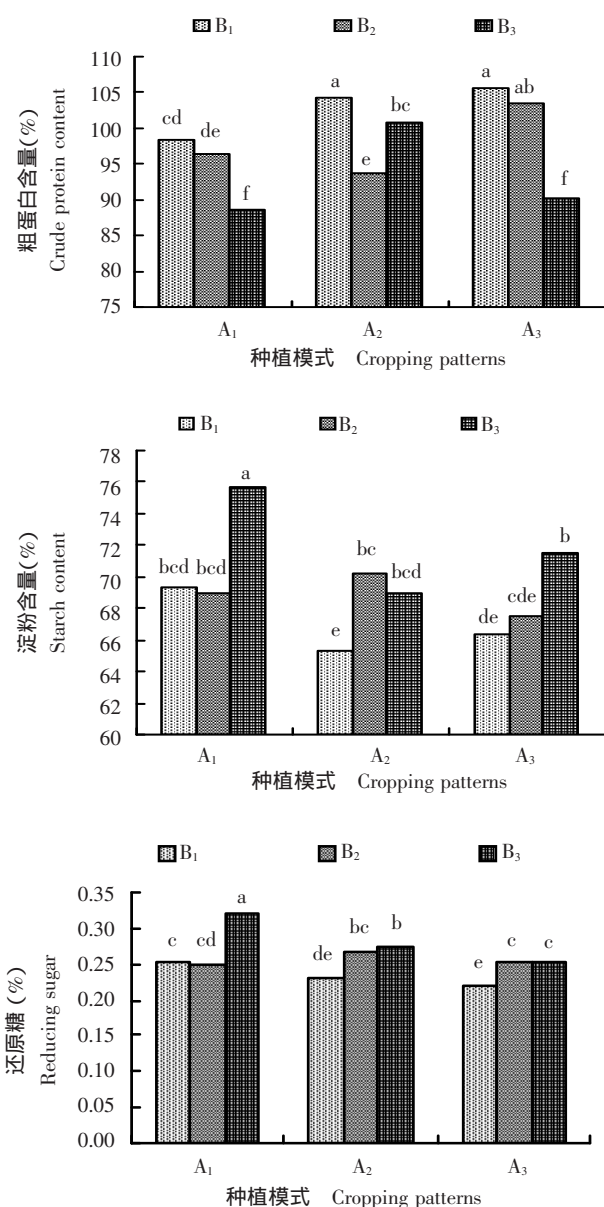 B₁ B₂ B₃
粗蛋白含量(%)
Crude protein content
110
105
100
95
90
85
80
75
cd de f a e bc a ab f
A₁ A₂ A₃
种植模式 Cropping patterns
B₁ B₂ B₃
淀粉含量(%)
Starch content
78
76
74
72
70
68
66
64
62
60
bcd bcd a e bc bcd de cde b
A₁ A₂ A₃
种植模式 Cropping patterns
B₁ B₂ B₃
还原糖 (%)
Reducing sugar
0.35
0.30
0.25
0.20
0.15
0.10
0.05
0.00
c cd a de bc b e c c
A₁ A₂ A₃
种植模式 Cropping patterns